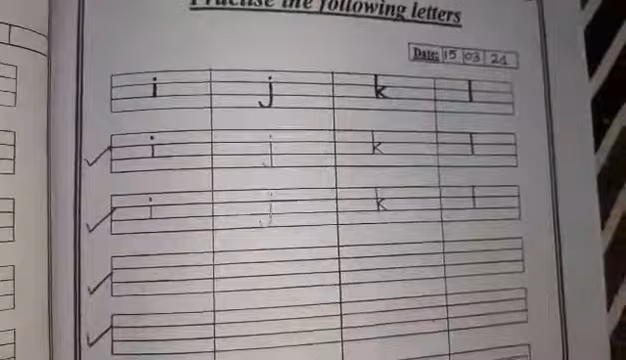 Practise the following letters
Date: 15 03 24
i j k l
i j k l
i j k l